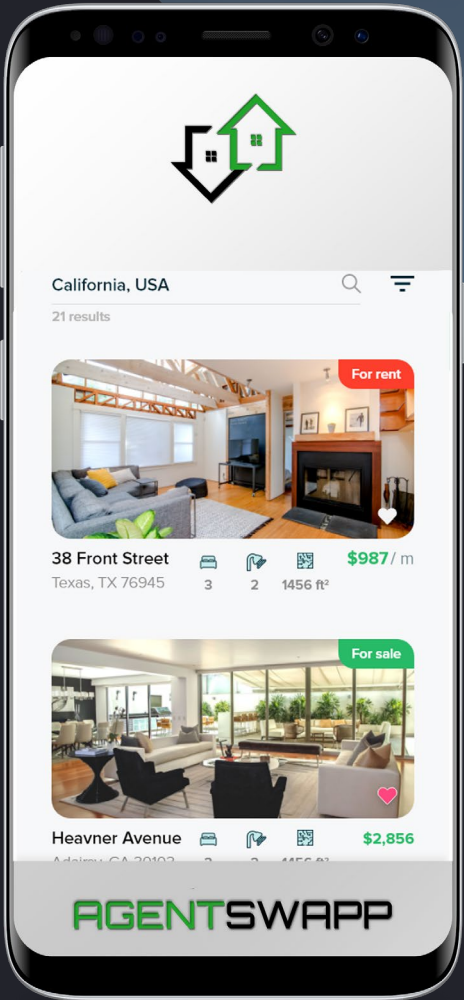 California, USA
21 results
For rent
38 Front Street
$987/ m
Texas, TX 76945
3
2
1456 ft²
For sale
Heavner Avenue
$2,856
AGENTSWAPP